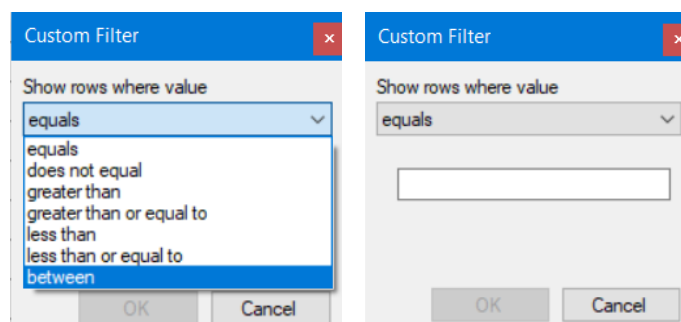 Custom Filter
×
Show rows where value
equals
equals
does not equal
greater than
greater than or equal to
less than
less than or equal to
between
OK
Cancel
Custom Filter
×
Show rows where value
equals
OK
Cancel